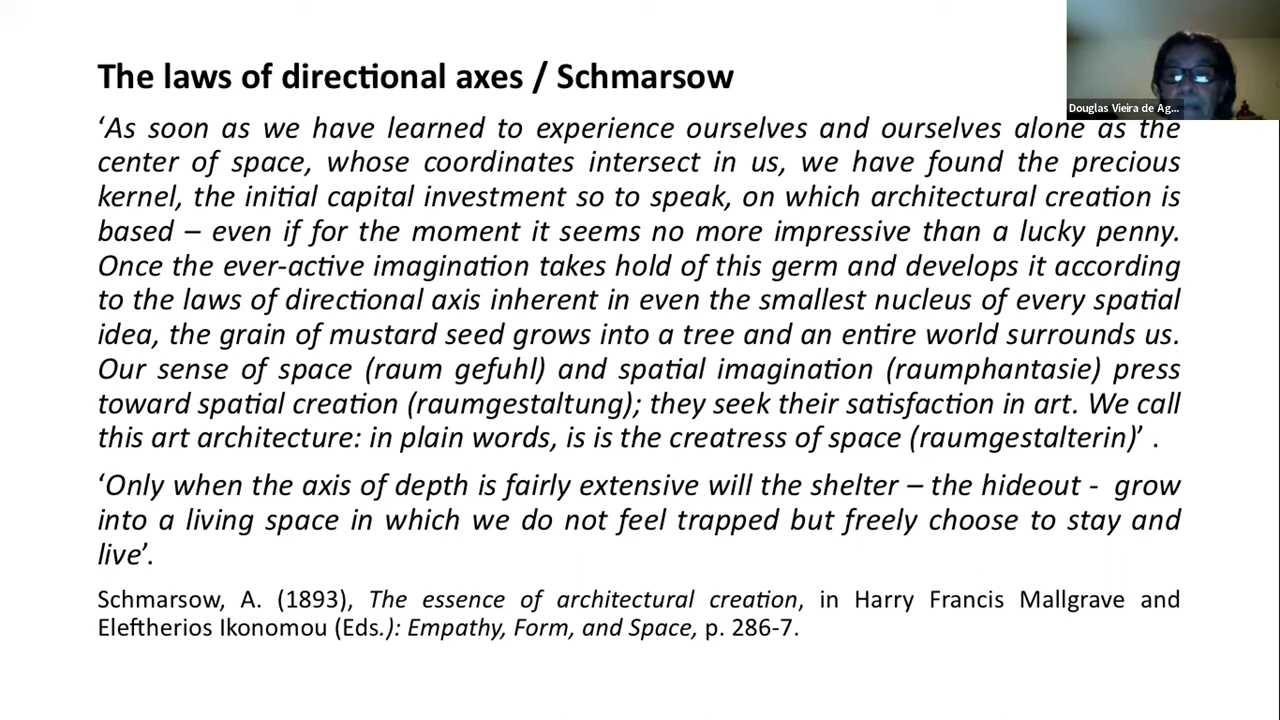 The laws of directional axes / Schmarsow
Douglas Vieira de Ag...
‘As soon as we have learned to experience ourselves and ourselves alone as the
center of space, whose coordinates intersect in us, we have found the precious
kernel, the initial capital investment so to speak, on which architectural creation is
based – even if for the moment it seems no more impressive than a lucky penny.
Once the ever-active imagination takes hold of this germ and develops it according
to the laws of directional axis inherent in even the smallest nucleus of every spatial
idea, the grain of mustard seed grows into a tree and an entire world surrounds us.
Our sense of space (raum gefuhl) and spatial imagination (raumphantasie) press
toward spatial creation (raumgestaltung); they seek their satisfaction in art. We call
this art architecture: in plain words, is is the creatress of space (raumgestalterin)’ .
‘Only when the axis of depth is fairly extensive will the shelter – the hideout - grow
into a living space in which we do not feel trapped but freely choose to stay and
live’.
Schmarsow, A. (1893), The essence of architectural creation, in Harry Francis Mallgrave and
Eleftherios Ikonomou (Eds.): Empathy, Form, and Space, p. 286-7.